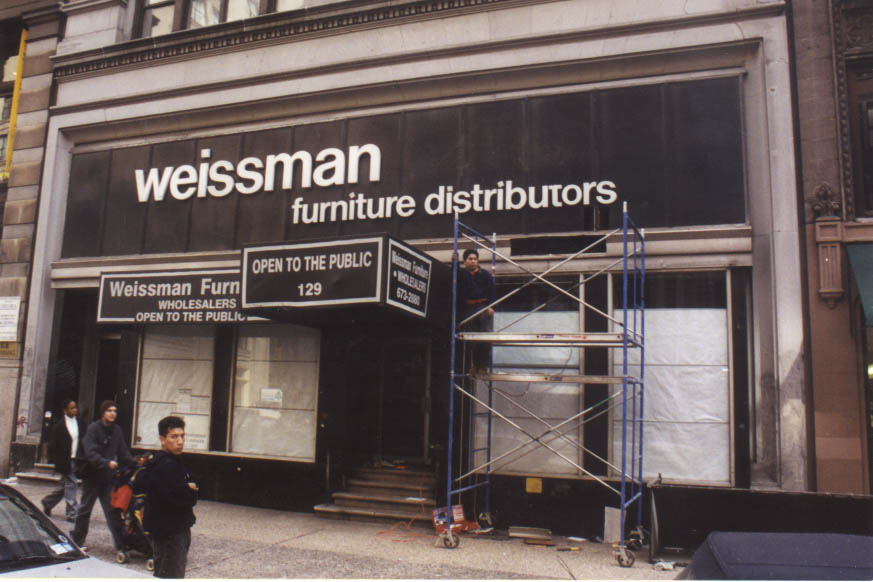 weissman
furniture distributors
Weissman Furn
WHOLESALERS
OPEN TO THE PUBLIC
OPEN TO THE PUBLIC
129
Weissman Furniture
• WHOLESALERS
673-2880